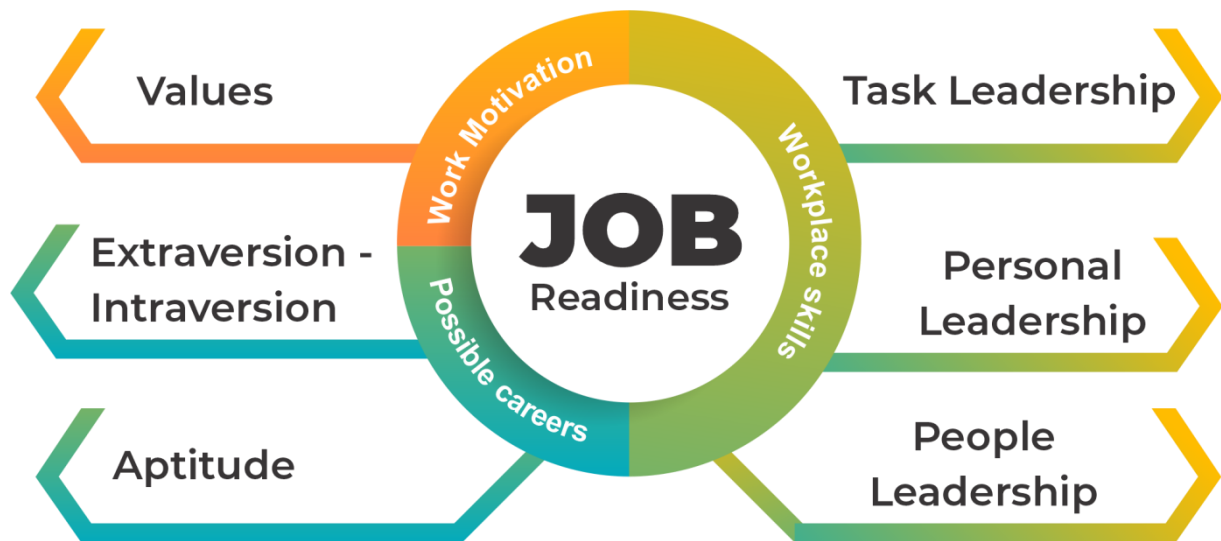 Values
Extraversion -
Intraversion
Aptitude
Work Motivation
Possible careers
JOB
Readiness
Workplace skills
Task Leadership
Personal
Leadership
People
Leadership